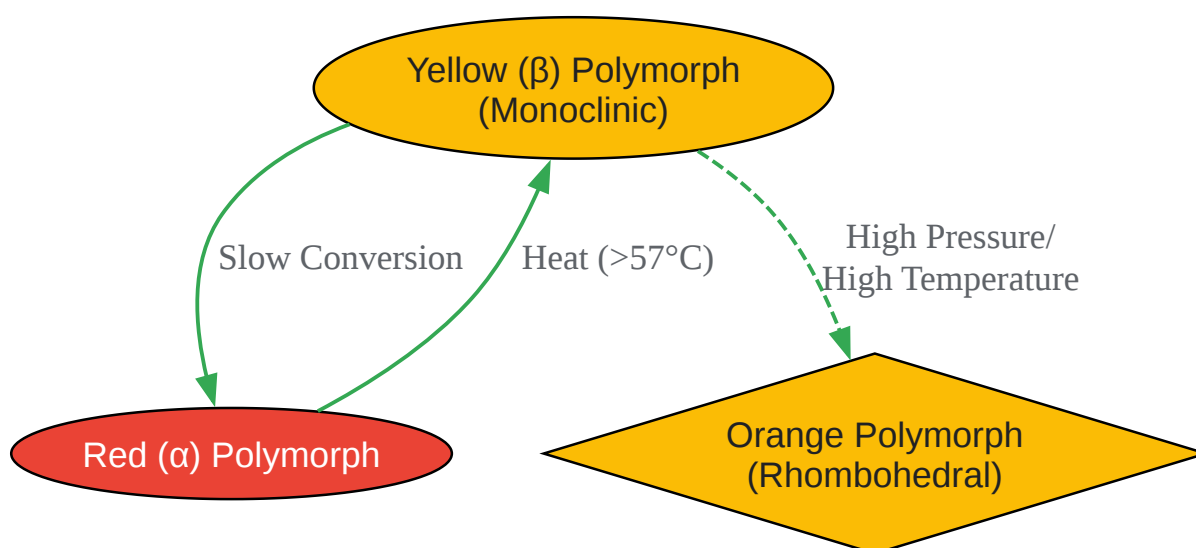 Yellow (β) Polymorph
(Monoclinic)
Slow Conversion
Heat (>57°C)
High Pressure/
High Temperature
Red (α) Polymorph
Orange Polymorph
(Rhombohedral)